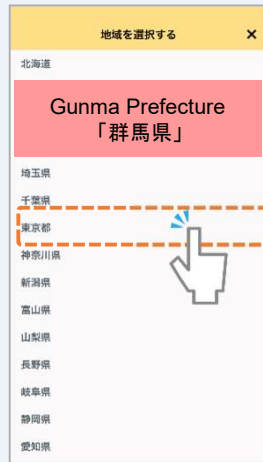 地域を選択する ×
北海道
Gunma Prefecture
「群馬県」
埼玉県
千葉県
東京都
神奈川県
新潟県
富山県
山梨県
長野県
岐阜県
静岡県
愛知県